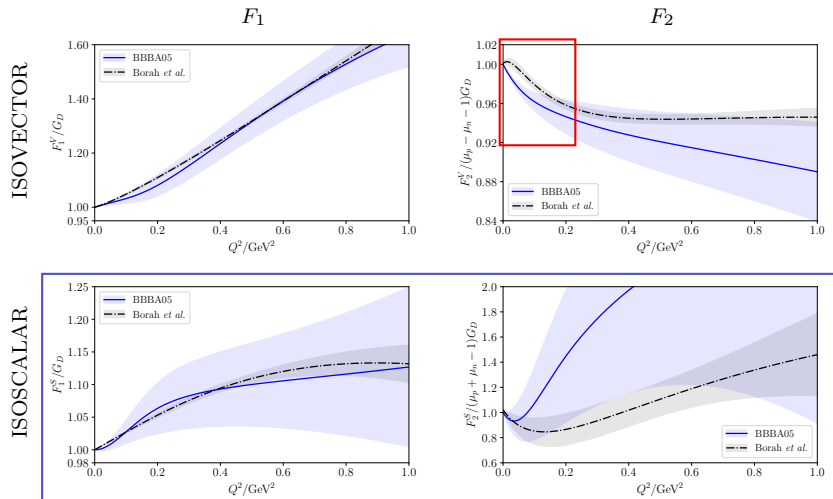 F₁ F₂
ISOVECTOR
1.60
1.40
1.20
1.00
0.95
F₁ⱽ/G_D
BBBA05
Borah et al.
0.0 0.2 0.4 0.6 0.8 1.0
Q²/GeV²
1.02
1.00
0.96
0.92
0.88
0.84
F₂ⱽ/(μₚ − μₙ − 1)G_D
BBBA05
Borah et al.
0.0 0.2 0.4 0.6 0.8 1.0
Q²/GeV²
ISOSCALAR
1.25
1.20
1.15
1.10
1.05
1.00
0.98
F₁ˢ/G_D
BBBA05
Borah et al.
0.0 0.2 0.4 0.6 0.8 1.0
Q²/GeV²
2.0
1.8
1.6
1.4
1.2
1.0
0.8
0.6
F₂ˢ/(μₚ + μₙ − 1)G_D
BBBA05
Borah et al.
0.0 0.2 0.4 0.6 0.8 1.0
Q²/GeV²